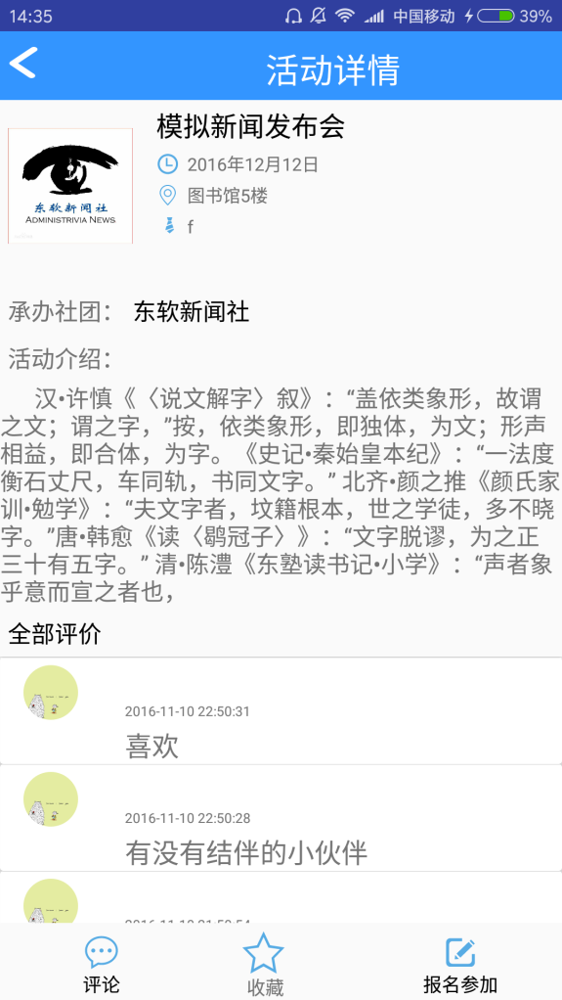 14:35 中国移动 39%
活动详情
模拟新闻发布会
2016年12月12日
图书馆5楼
f
东软新闻社
ADMINISTRIVIA NEWS
承办社团： 东软新闻社
活动介绍：
汉•许慎《〈说文解字〉叙》：“盖依类象形，故谓
之文；谓之字，”按，依类象形，即独体，为文；形声
相益，即合体，为字。《史记•秦始皇本纪》：“一法度
衡石丈尺，车同轨，书同文字。” 北齐•颜之推《颜氏家
训•勉学》：“夫文字者，坟籍根本，世之学徒，多不晓
字。”唐•韩愈《读〈鹖冠子〉》：“文字脱谬，为之正
三十有五字。” 清•陈澧《东塾读书记•小学》：“声者象
乎意而宣之者也，
全部评价
2016-11-10 22:50:31
喜欢
2016-11-10 22:50:28
有没有结伴的小伙伴
评论
收藏
报名参加